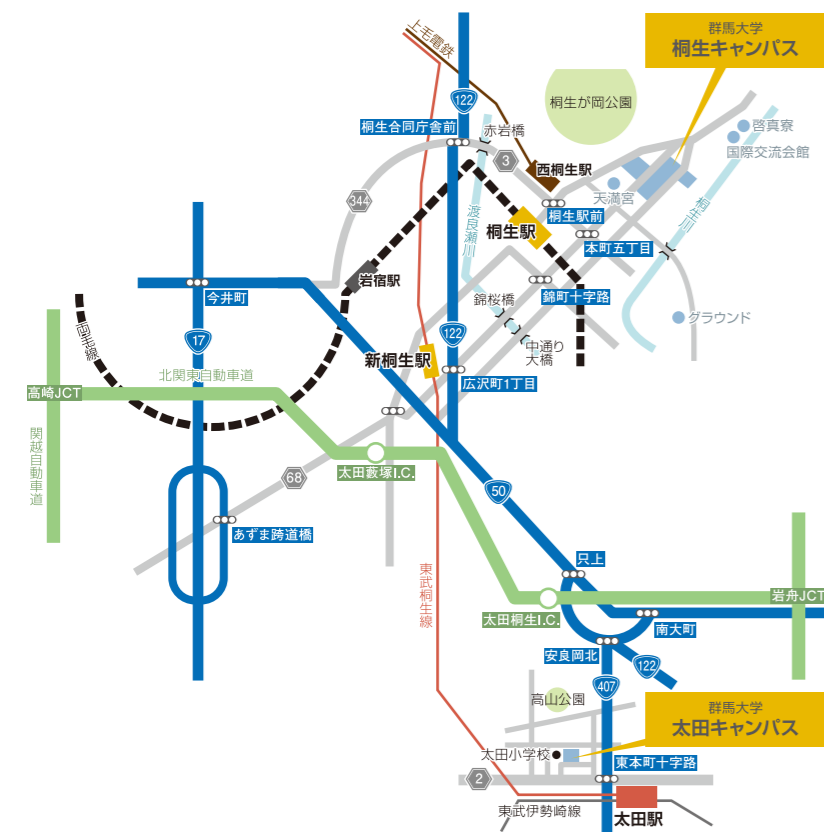 上毛電鉄
群馬大学
桐生キャンパス
122
桐生が岡公園
桐生合同庁舎前
赤岩橋
啓真寮
国際交流会館
3
西桐生駅
天満宮
344
桐生駅前
渡良瀬川
桐生駅
桐生川
本町五丁目
岩宿駅
今井町
錦町十字路
錦桜橋
グラウンド
両毛線
17
122
中通り
大橋
新桐生駅
北関東自動車道
広沢町1丁目
高崎JCT
関越自動車道
太田藪塚I.C.
68
50
あずま跨道橋
只上
東武桐生線
岩舟JCT
太田桐生I.C.
南大町
安良岡北
122
407
高山公園
群馬大学
太田キャンパス
太田小学校
東本町十字路
2
東武伊勢崎線
太田駅